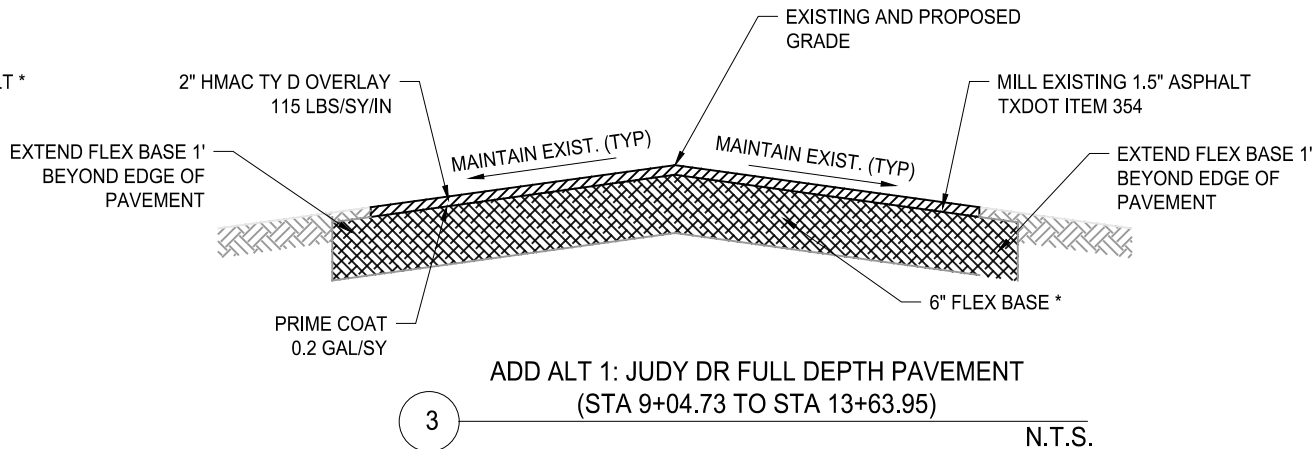 EXISTING AND PROPOSED
GRADE
LT *
2" HMAC TY D OVERLAY
115 LBS/SY/IN
MILL EXISTING 1.5" ASPHALT
TXDOT ITEM 354
EXTEND FLEX BASE 1'
BEYOND EDGE OF
PAVEMENT
MAINTAIN EXIST. (TYP)
MAINTAIN EXIST. (TYP)
EXTEND FLEX BASE 1'
BEYOND EDGE OF
PAVEMENT
6" FLEX BASE *
PRIME COAT
0.2 GAL/SY
ADD ALT 1: JUDY DR FULL DEPTH PAVEMENT
(STA 9+04.73 TO STA 13+63.95)
3
N.T.S.